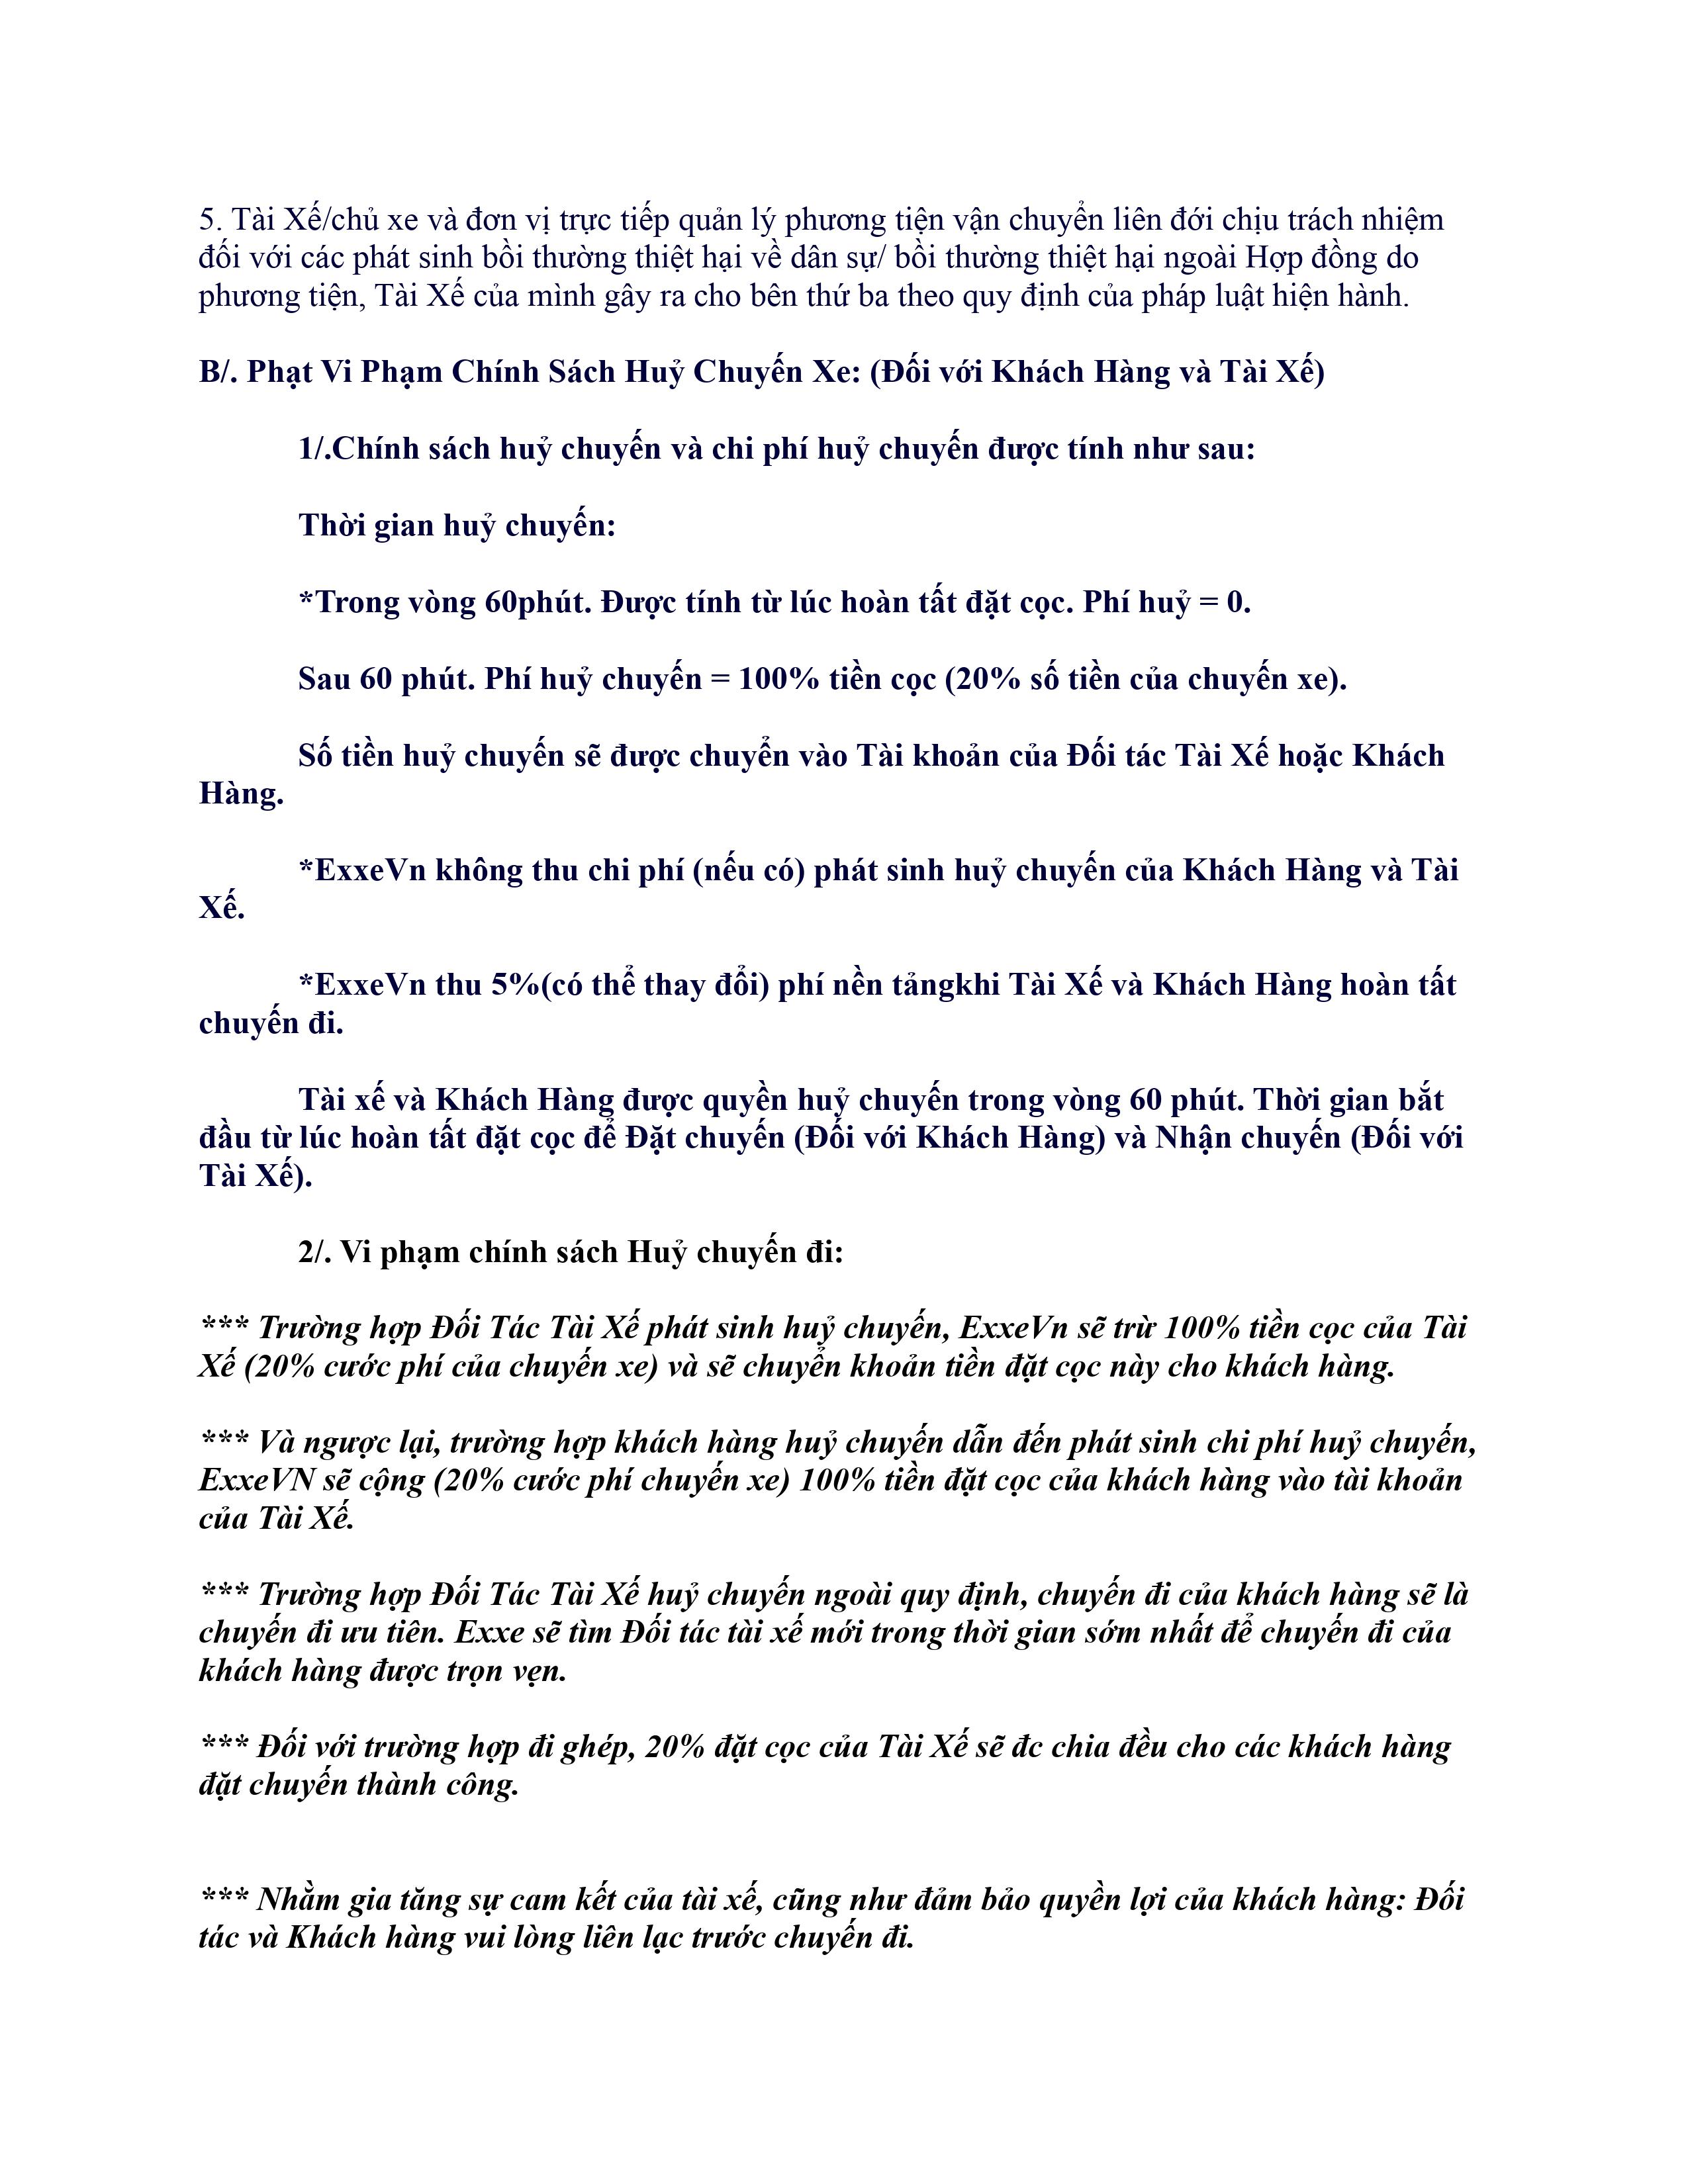 5. Tài Xế/chủ xe và đơn vị trực tiếp quản lý phương tiện vận chuyển liên đới chịu trách nhiệm
đối với các phát sinh bồi thường thiệt hại về dân sự/ bồi thường thiệt hại ngoài Hợp đồng do
phương tiện, Tài Xế của mình gây ra cho bên thứ ba theo quy định của pháp luật hiện hành.
B/. Phạt Vi Phạm Chính Sách Huỷ Chuyến Xe: (Đối với Khách Hàng và Tài Xế)
1/.Chính sách huỷ chuyến và chi phí huỷ chuyến được tính như sau:
Thời gian huỷ chuyến:
*Trong vòng 60phút. Được tính từ lúc hoàn tất đặt cọc. Phí huỷ = 0.
Sau 60 phút. Phí huỷ chuyến = 100% tiền cọc (20% số tiền của chuyến xe).
Số tiền huỷ chuyến sẽ được chuyển vào Tài khoản của Đối tác Tài Xế hoặc Khách
Hàng.
*ExxeVn không thu chi phí (nếu có) phát sinh huỷ chuyến của Khách Hàng và Tài
Xế.
*ExxeVn thu 5%(có thể thay đổi) phí nền tảngkhi Tài Xế và Khách Hàng hoàn tất
chuyến đi.
Tài xế và Khách Hàng được quyền huỷ chuyến trong vòng 60 phút. Thời gian bắt
đầu từ lúc hoàn tất đặt cọc để Đặt chuyến (Đối với Khách Hàng) và Nhận chuyến (Đối với
Tài Xế).
2/. Vi phạm chính sách Huỷ chuyến đi:
*** Trường hợp Đối Tác Tài Xế phát sinh huỷ chuyến, ExxeVn sẽ trừ 100% tiền cọc của Tài
Xế (20% cước phí của chuyến xe) và sẽ chuyển khoản tiền đặt cọc này cho khách hàng.
*** Và ngược lại, trường hợp khách hàng huỷ chuyến dẫn đến phát sinh chi phí huỷ chuyến,
ExxeVN sẽ cộng (20% cước phí chuyến xe) 100% tiền đặt cọc của khách hàng vào tài khoản
của Tài Xế.
*** Trường hợp Đối Tác Tài Xế huỷ chuyến ngoài quy định, chuyến đi của khách hàng sẽ là
chuyến đi ưu tiên. Exxe sẽ tìm Đối tác tài xế mới trong thời gian sớm nhất để chuyến đi của
khách hàng được trọn vẹn.
*** Đối với trường hợp đi ghép, 20% đặt cọc của Tài Xế sẽ đc chia đều cho các khách hàng
đặt chuyến thành công.
*** Nhằm gia tăng sự cam kết của tài xế, cũng như đảm bảo quyền lợi của khách hàng: Đối
tác và Khách hàng vui lòng liên lạc trước chuyến đi.